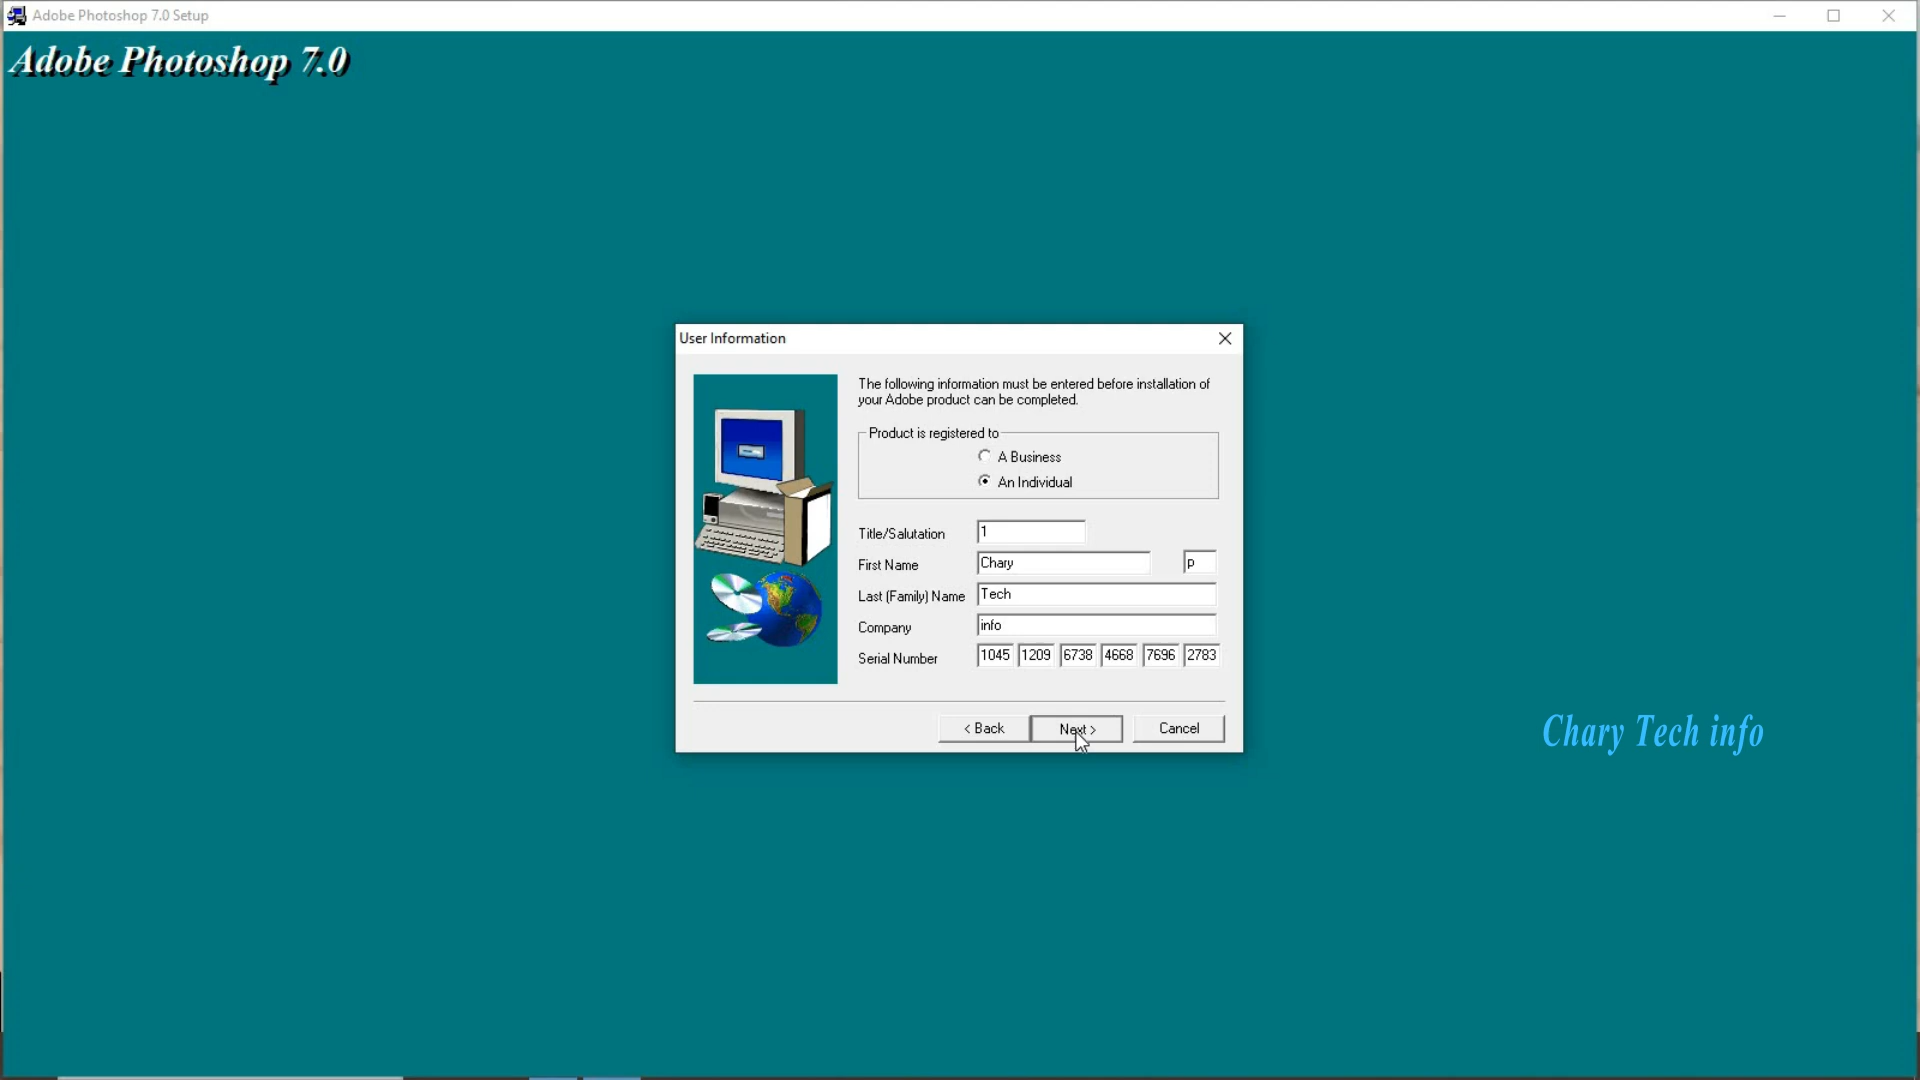 Adobe Photoshop 7.0 Setup
Adobe Photoshop 7.0
User Information
The following information must be entered before installation of
your Adobe product can be completed.
Product is registered to
A Business
An Individual
Title/Salutation 1
First Name Chary p
Last (Family) Name Tech
Company info
Serial Number 1045 1209 6738 4668 7696 2783
< Back Next > Cancel
Chary Tech info